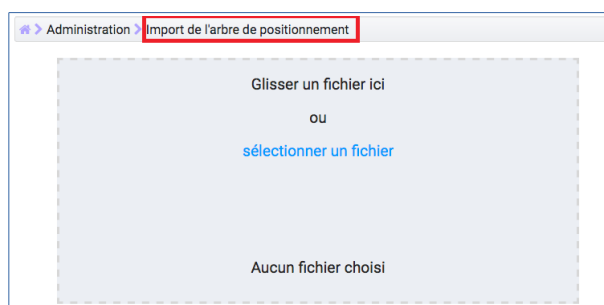 Administration Import de l'arbre de positionnement
Glisser un fichier ici
ou
sélectionner un fichier
Aucun fichier choisi